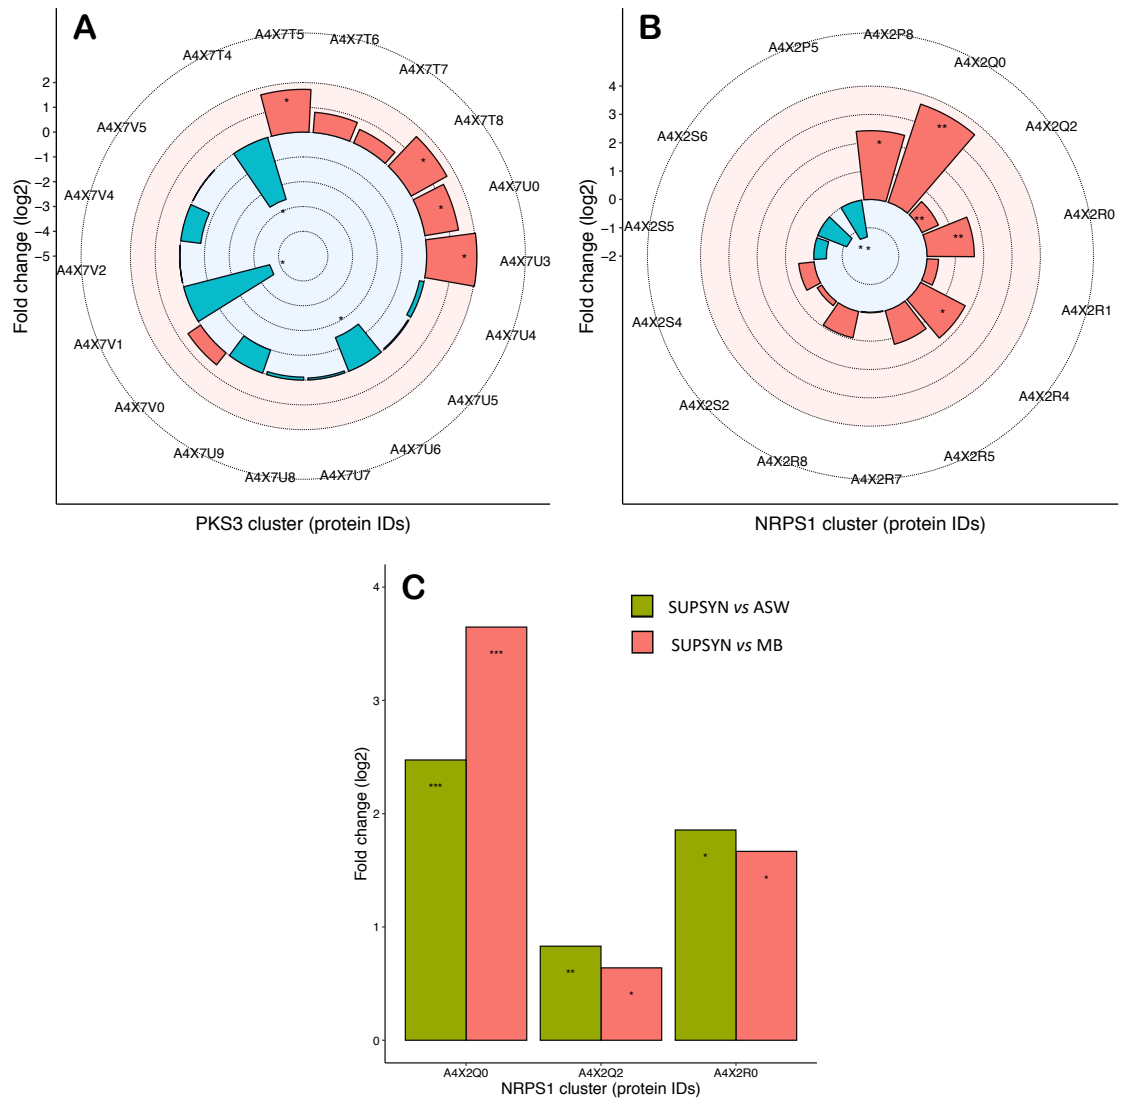 A
A4X7T5
A4X7T6
A4X7T4
A4X7T7
A4X7V5
A4X7T8
A4X7V4
A4X7U0
A4X7V2
A4X7U3
A4X7V1
A4X7U4
A4X7V0
A4X7U5
A4X7U9
A4X7U6
A4X7U8
A4X7U7
2
1
0
−1
−2
−3
−4
−5
Fold change (log2)
* * * * * * *
PKS3 cluster (protein IDs)
B
A4X2P8
A4X2P5
A4X2Q0
A4X2S6
A4X2Q2
A4X2S5
A4X2R0
A4X2S4
A4X2R1
A4X2S2
A4X2R4
A4X2R8
A4X2R5
A4X2R7
4
3
2
1
0
−1
−2
Fold change (log2)
* ** ** ** * * *
NRPS1 cluster (protein IDs)
C
SUPSYN vs ASW
SUPSYN vs MB
4
3
2
1
0
Fold change (log2)
*** *** ** * * *
A4X2Q0 A4X2Q2 A4X2R0
NRPS1 cluster (protein IDs)